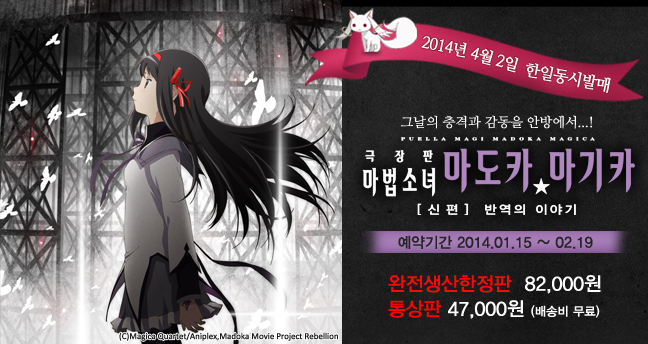 2014년 4월 2일 한일동시발매
그날의 충격과 감동을 안방에서...!
PUELLA MAGI MADOKA MAGICA
극장판
마법소녀 마도카★마기카
[ 신편 ] 반역의 이야기
예약기간 2014.01.15 ~ 02.19
완전생산한정판 82,000원
통상판 47,000원 (배송비 무료)
(C)Magica Quartet/Aniplex,Madoka Movie Project Rebellion